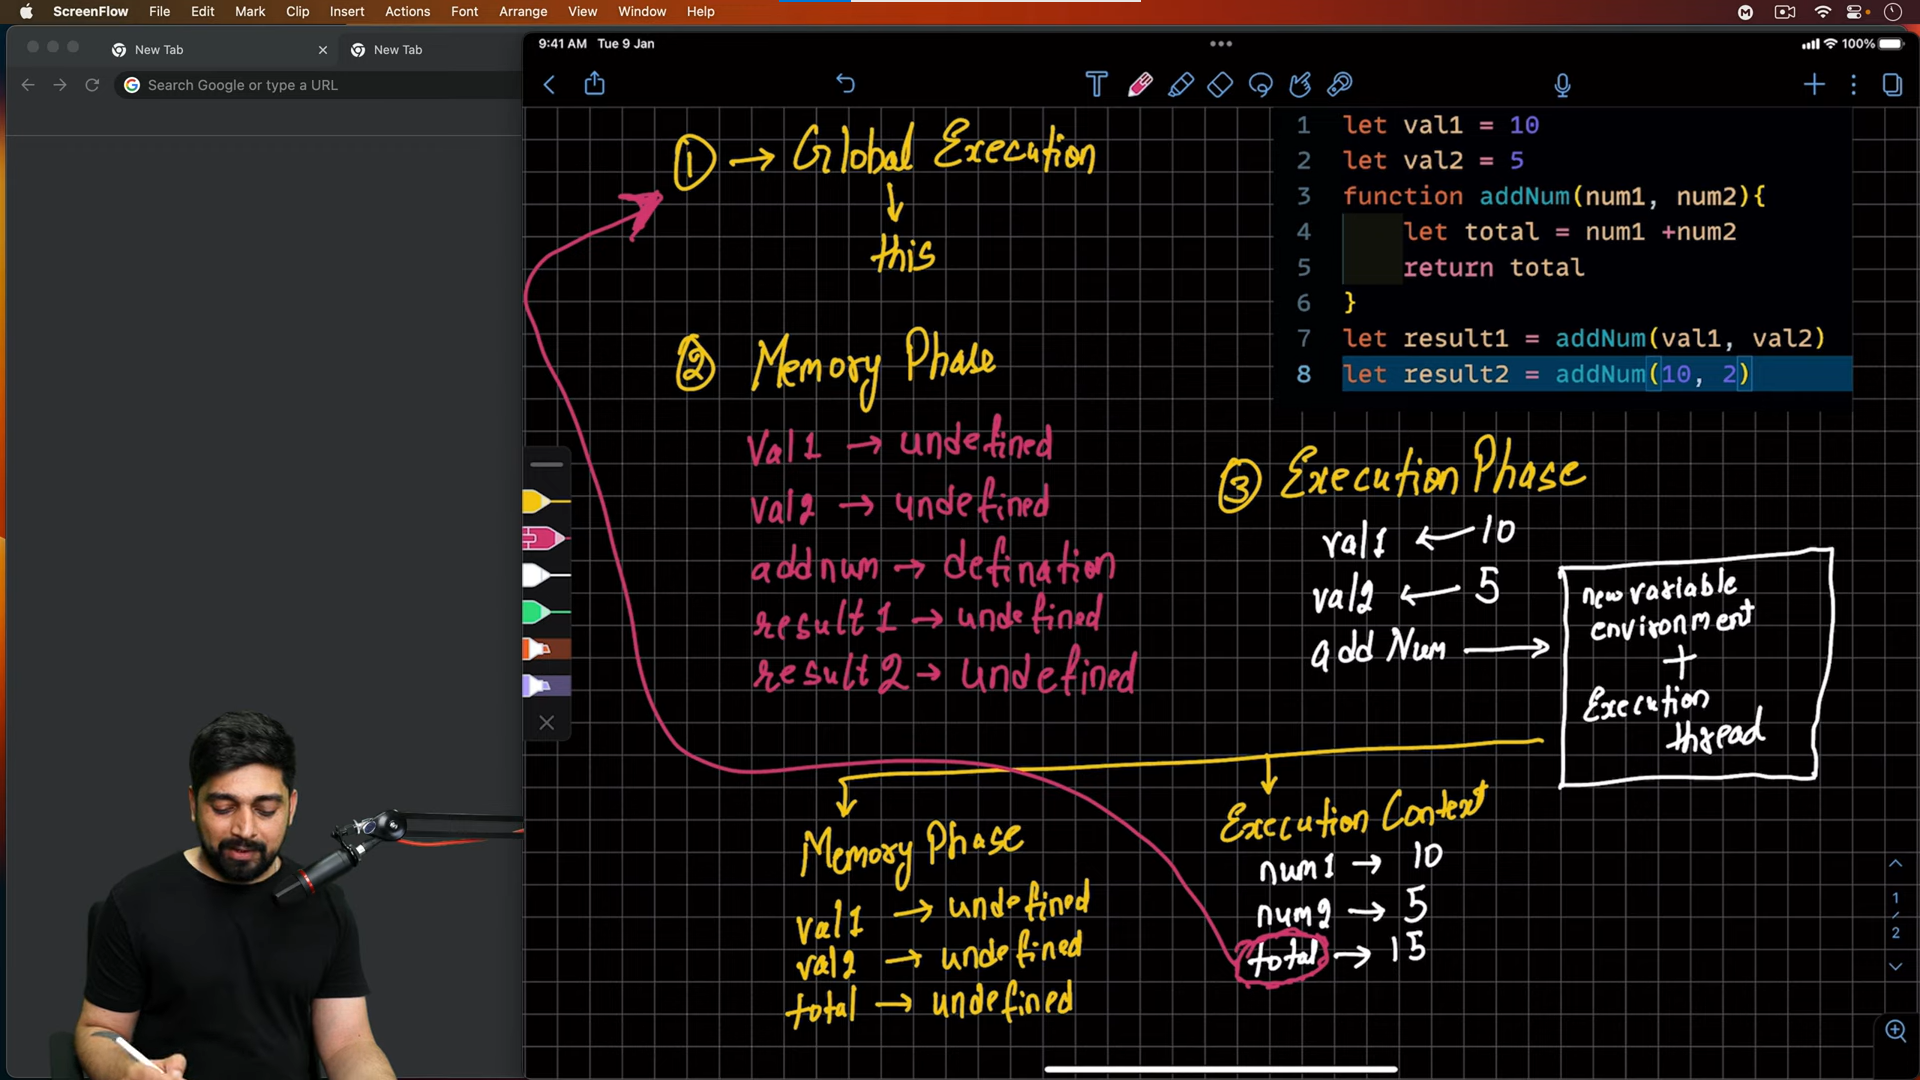 ScreenFlow File Edit Mark Clip Insert Actions Font Arrange View Window Help
New Tab
New Tab
Search Google or type a URL
9:41 AM Tue 9 Jan
100%
① → Global Execution
↓
this
② Memory Phase
val1 → undefined
val2 → undefined
addnum → defination
result1 → undefined
result2 → undefined
1 let val1 = 10
2 let val2 = 5
3 function addNum(num1, num2){
4 let total = num1 +num2
5 return total
6 }
7 let result1 = addNum(val1, val2)
8 let result2 = addNum(10, 2)
③ Execution Phase
val1 ← 10
val2 ← 5
add Num →
new variable
environment
+
Execution
thread
Memory Phase
val1 → undefined
val2 → undefined
total → undefined
Execution Context
num1 → 10
num2 → 5
total → 15
1
/
2